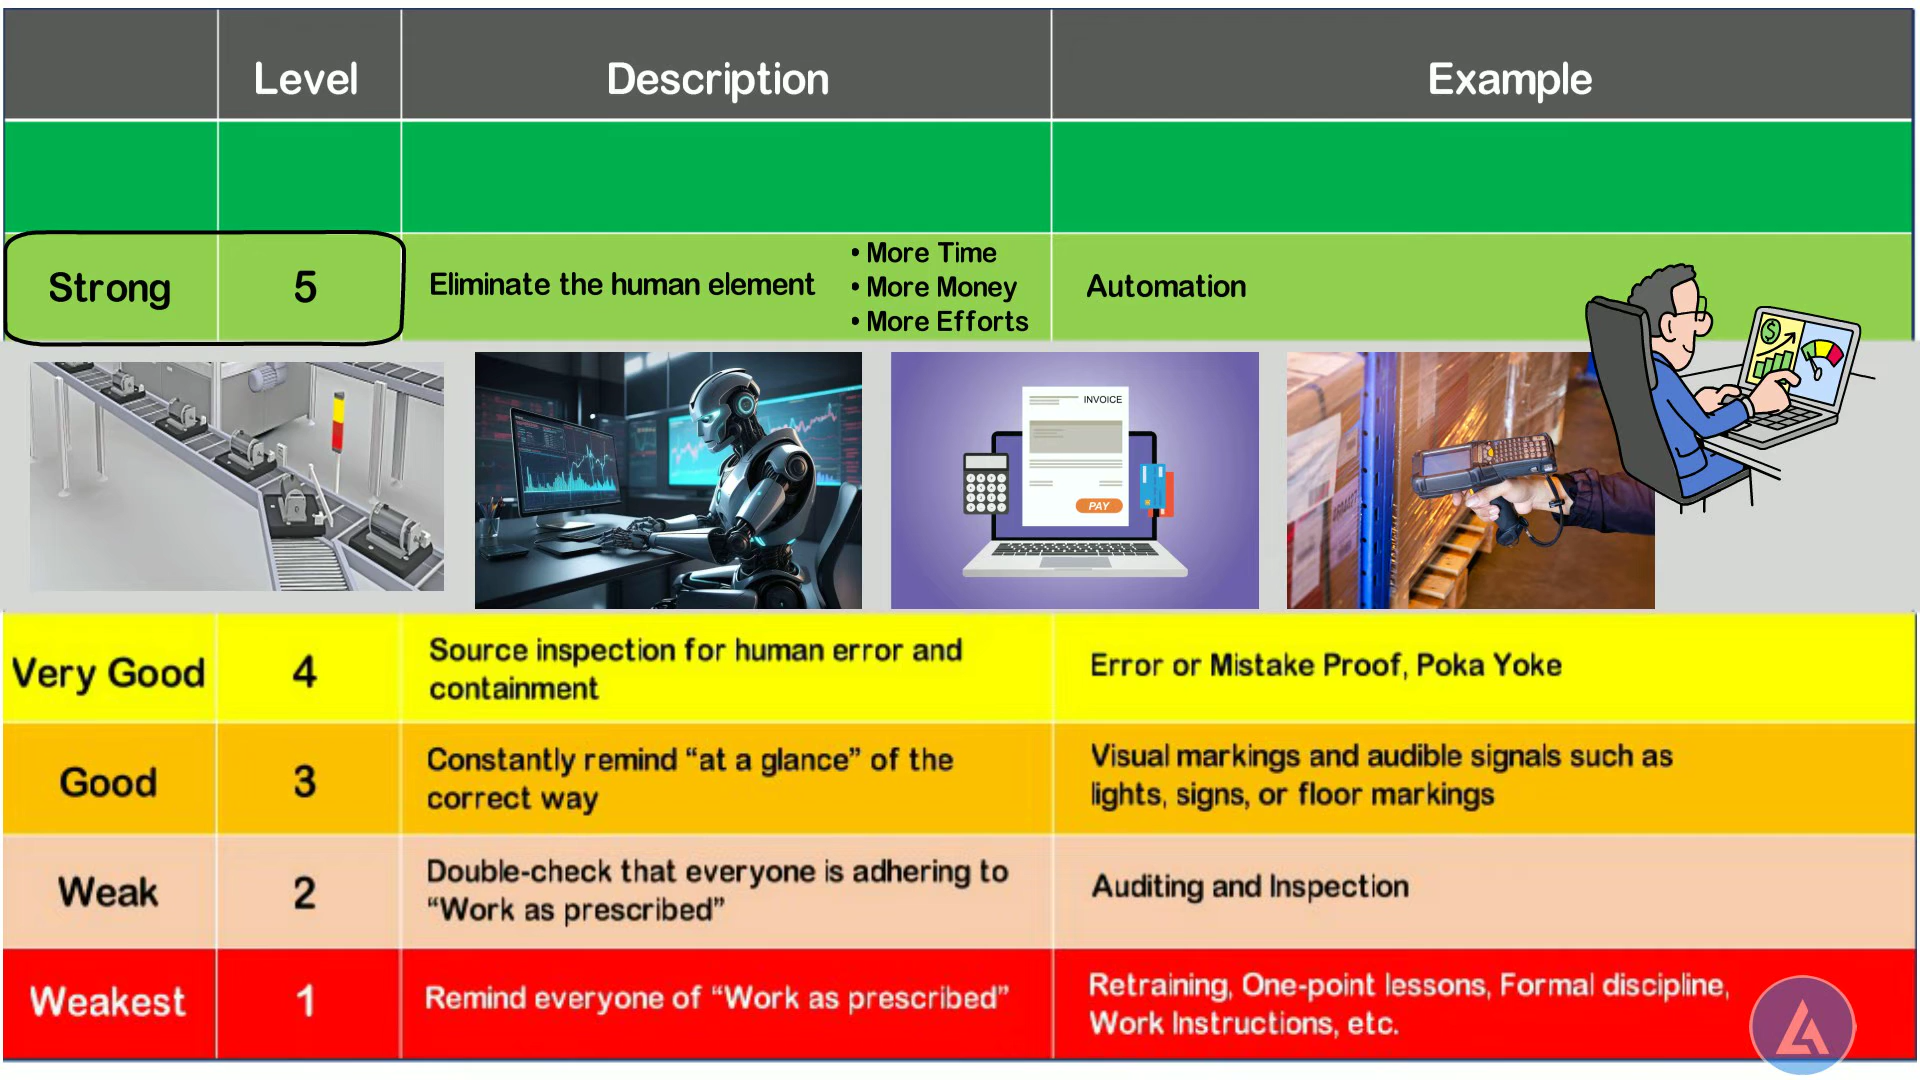 Level
Description
Example
Strong
5
Eliminate the human element
• More Time
• More Money
• More Efforts
Automation
INVOICE
PAY
$
Very Good
4
Source inspection for human error and
containment
Error or Mistake Proof, Poka Yoke
Good
3
Constantly remind “at a glance” of the
correct way
Visual markings and audible signals such as
lights, signs, or floor markings
Weak
2
Double-check that everyone is adhering to
“Work as prescribed”
Auditing and Inspection
Weakest
1
Remind everyone of “Work as prescribed”
Retraining, One-point lessons, Formal discipline,
Work Instructions, etc.